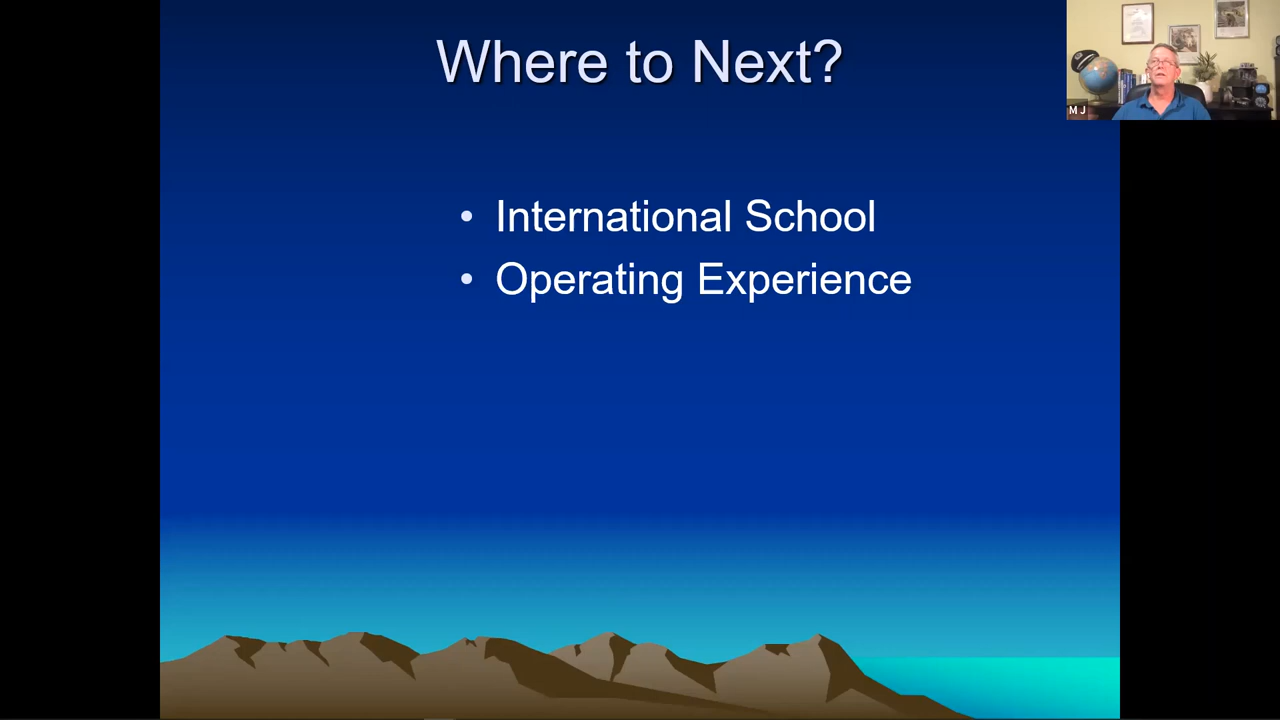 Where to Next?
• International School
• Operating Experience
M J